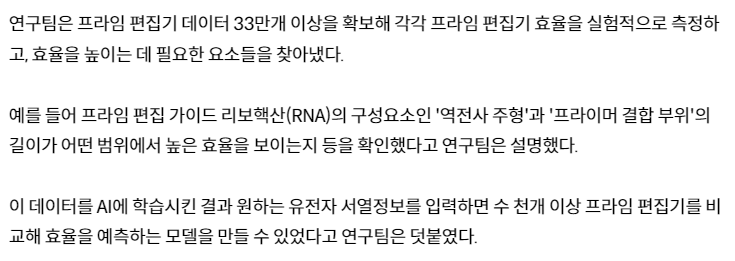 연구팀은 프라임 편집기 데이터 33만개 이상을 확보해 각각 프라임 편집기 효율을 실험적으로 측정하
고, 효율을 높이는 데 필요한 요소들을 찾아냈다.
예를 들어 프라임 편집 가이드 리보핵산(RNA)의 구성요소인 '역전사 주형'과 '프라이머 결합 부위'의
길이가 어떤 범위에서 높은 효율을 보이는지 등을 확인했다고 연구팀은 설명했다.
이 데이터를 AI에 학습시킨 결과 원하는 유전자 서열정보를 입력하면 수 천개 이상 프라임 편집기를 비
교해 효율을 예측하는 모델을 만들 수 있었다고 연구팀은 덧붙였다.